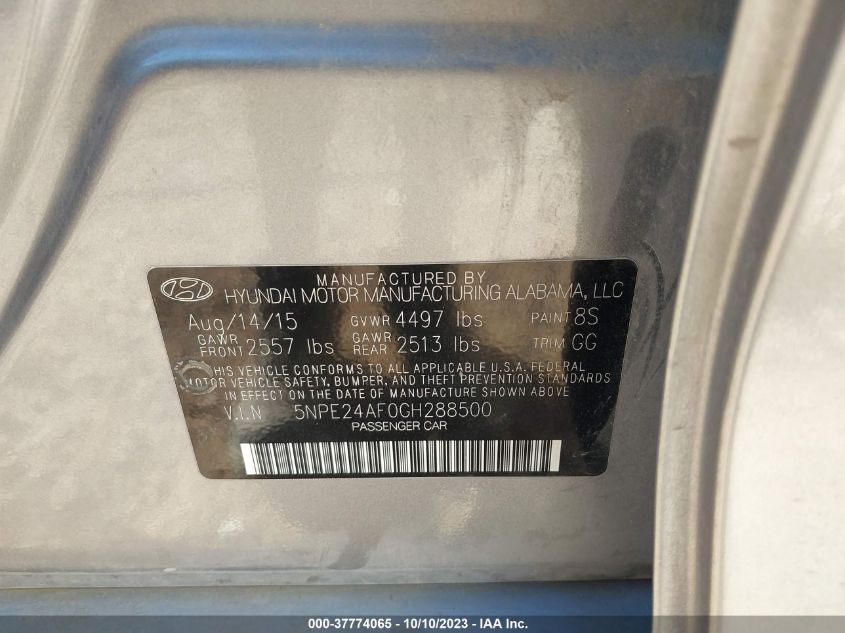 MANUFACTURED BY
HYUNDAI MOTOR MANUFACTURING ALABAMA, LLC
Aug/14/15 GVWR 4497 lbs PAINT 8S
GAWR FRONT 2557 lbs GAWR REAR 2513 lbs TRIM GG
THIS VEHICLE CONFORMS TO ALL APPLICABLE U.S.A. FEDERAL
MOTOR VEHICLE SAFETY, BUMPER, AND THEFT PREVENTION STANDARDS
IN EFFECT ON THE DATE OF MANUFACTURE SHOWN ABOVE.
V.I.N 5NPE24AF0GH288500
PASSENGER CAR
000-37774065 - 10/10/2023 - IAA Inc.